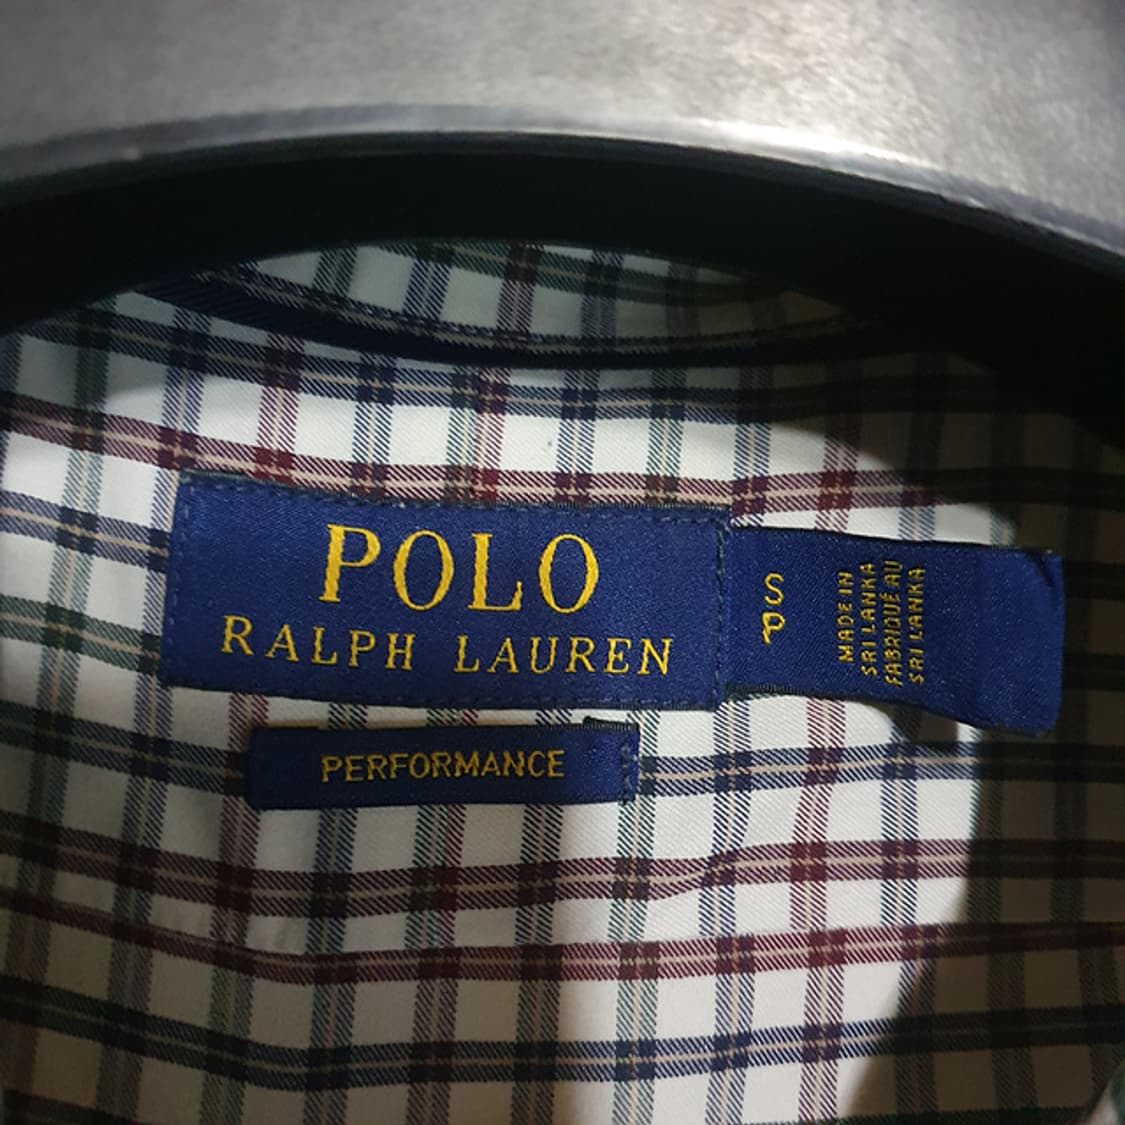 POLO
RALPH LAUREN
S
P
MADE IN
SRI LANKA
FABRIQUÉ AU
SRI LANKA
PERFORMANCE